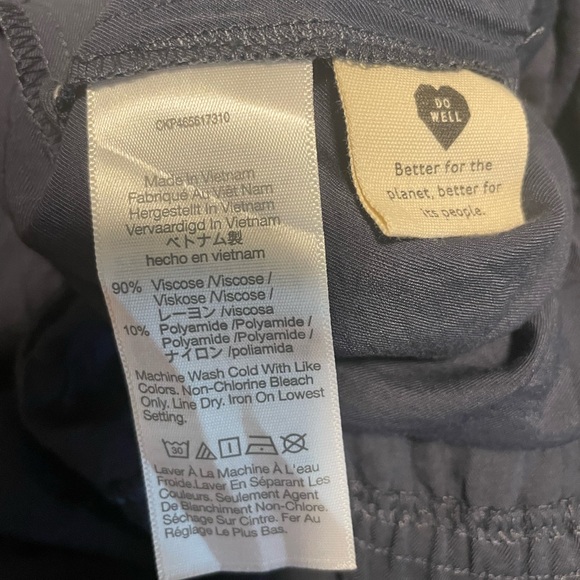 OKP465617310
Made In Vietnam
Fabriqué Au Viêt Nam
Hergestellt In Vietnam
Vervaardigd In Vietnam
ベトナム製
hecho en vietnam
90% Viscose /Viscose /
Viskose /Viscose /
レーヨン /viscosa
10% Polyamide /Polyamide /
Polyamide /Polyamide /
ナイロン /poliamida
Machine Wash Cold With Like
Colors. Non-Chlorine Bleach
Only. Line Dry. Iron On Lowest
Setting.
30
Laver À La Machine À L'eau
Froide.Laver En Séparant Les
Couleurs. Seulement Agent
De Blanchiment Non-Chlore.
Séchage Sur Cintre. Fer Au
Réglage Le Plus Bas.
DO
WELL
Better for the
planet, better for
its people.